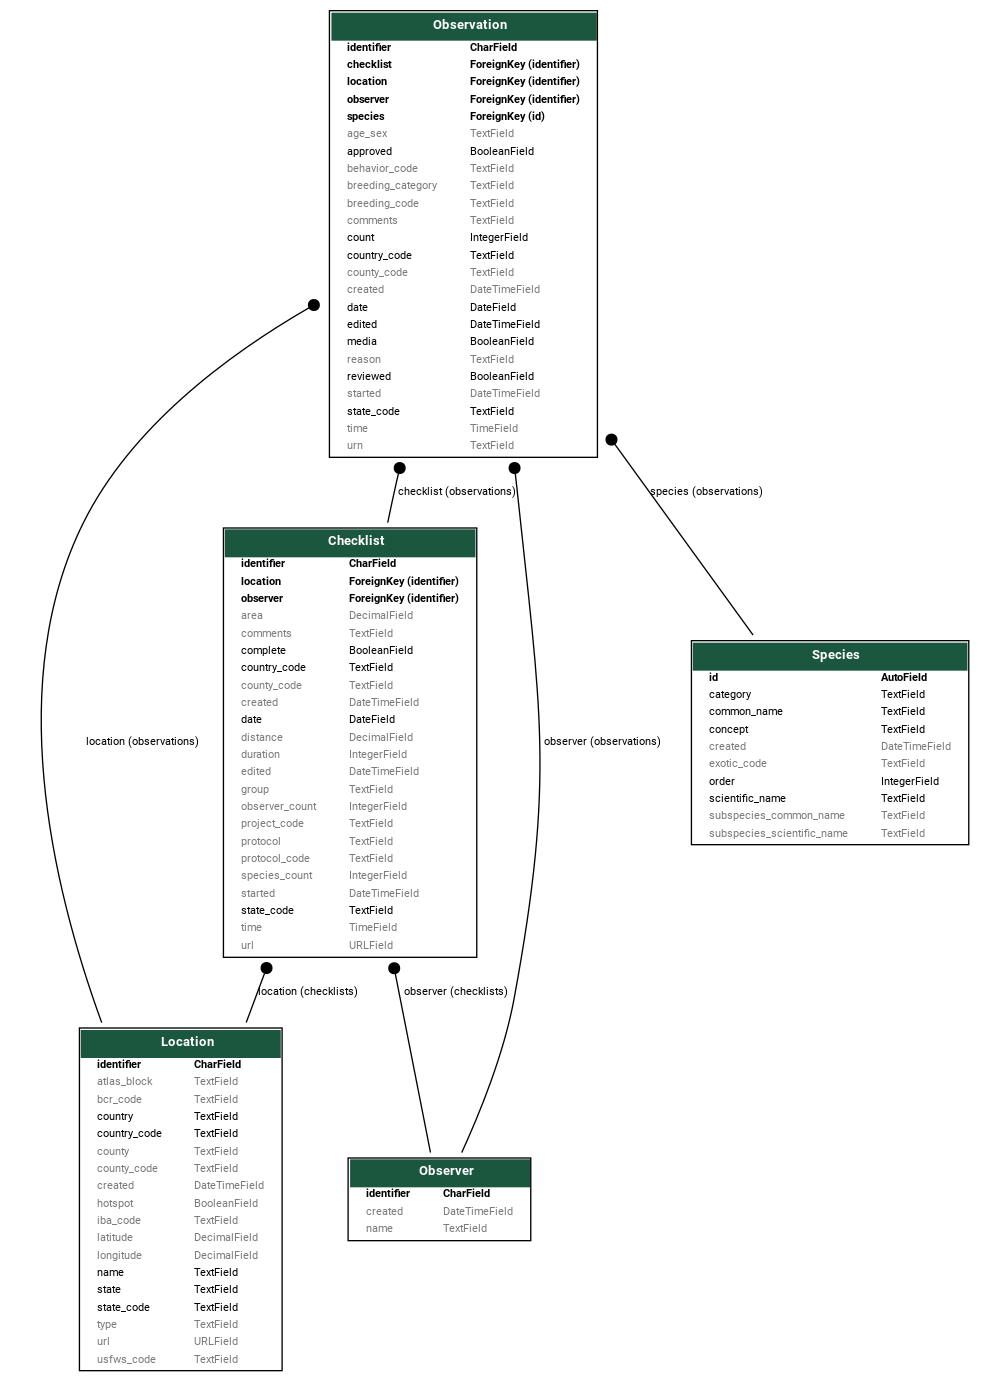 Observation
identifier CharField
checklist ForeignKey (identifier)
location ForeignKey (identifier)
observer ForeignKey (identifier)
species ForeignKey (id)
age_sex TextField
approved BooleanField
behavior_code TextField
breeding_category TextField
breeding_code TextField
comments TextField
count IntegerField
country_code TextField
county_code TextField
created DateTimeField
date DateField
edited DateTimeField
media BooleanField
reason TextField
reviewed BooleanField
started DateTimeField
state_code TextField
time TimeField
urn TextField
checklist (observations)
species (observations)
Checklist
identifier CharField
location ForeignKey (identifier)
observer ForeignKey (identifier)
area DecimalField
comments TextField
complete BooleanField
country_code TextField
county_code TextField
created DateTimeField
date DateField
distance DecimalField
duration IntegerField
edited DateTimeField
group TextField
observer_count IntegerField
project_code TextField
protocol TextField
protocol_code TextField
species_count IntegerField
started DateTimeField
state_code TextField
time TimeField
url URLField
Species
id AutoField
category TextField
common_name TextField
concept TextField
created DateTimeField
exotic_code TextField
order IntegerField
scientific_name TextField
subspecies_common_name TextField
subspecies_scientific_name TextField
location (observations)
observer (observations)
location (checklists)
observer (checklists)
Location
identifier CharField
atlas_block TextField
bcr_code TextField
country TextField
country_code TextField
county TextField
county_code TextField
created DateTimeField
hotspot BooleanField
iba_code TextField
latitude DecimalField
longitude DecimalField
name TextField
state TextField
state_code TextField
type TextField
url URLField
usfws_code TextField
Observer
identifier CharField
created DateTimeField
name TextField